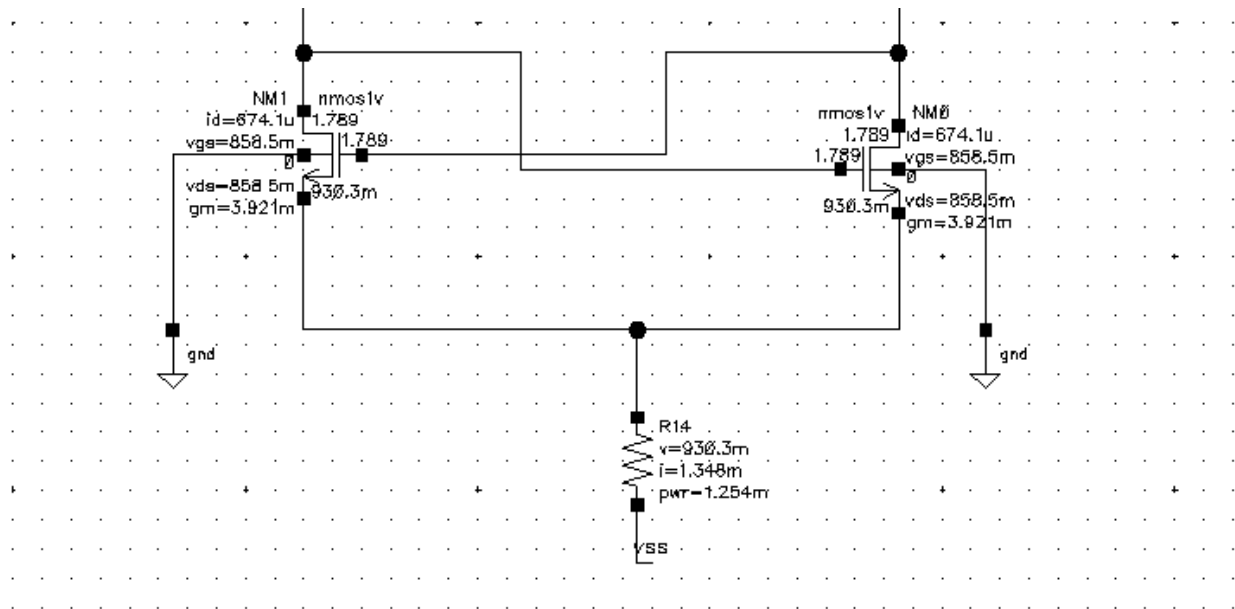 NM1 nmos1v
id=674.1u 1.789
vgs=858.5m 1.789
0
vds=858.5m 930.3m
gm=3.921m
nmos1v NM0
1.789 id=674.1u
1.789 vgs=858.5m
0
930.3m vds=858.5m
gm=3.921m
gnd
gnd
R14
v=930.3m
i=1.348m
pwr=1.254m
vss